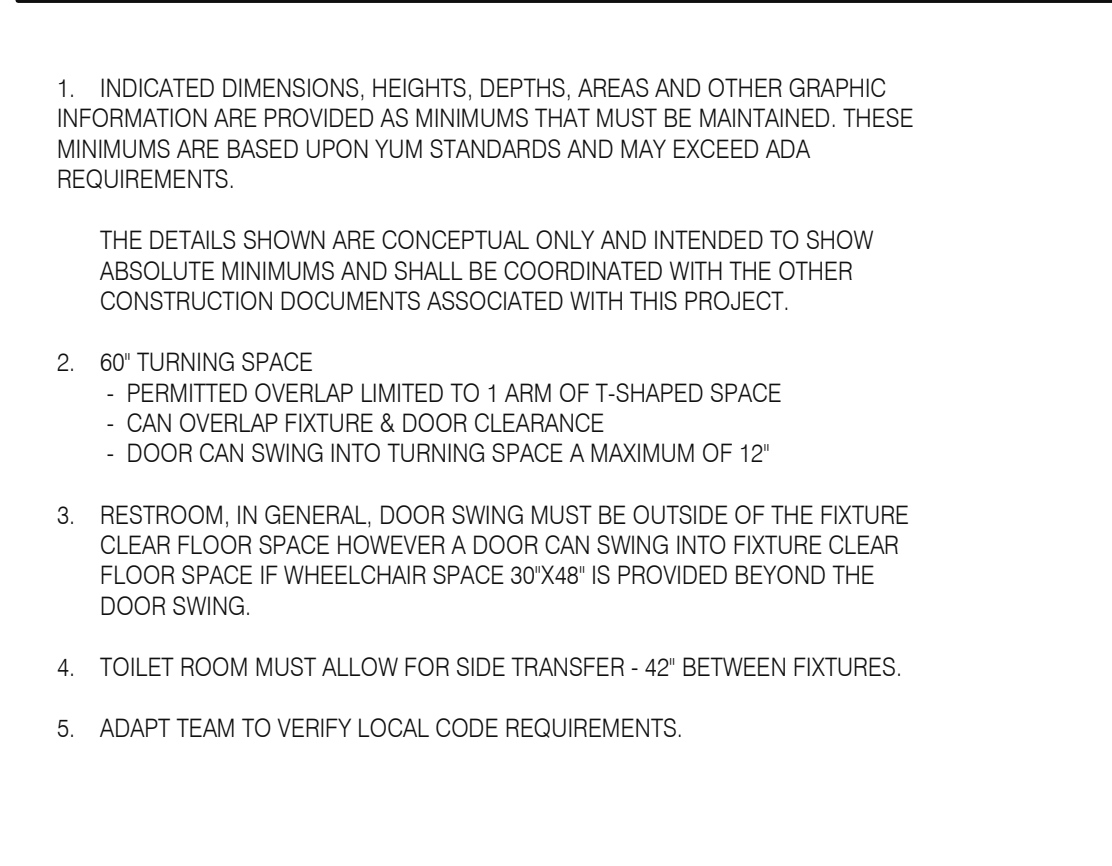 1. INDICATED DIMENSIONS, HEIGHTS, DEPTHS, AREAS AND OTHER GRAPHIC
INFORMATION ARE PROVIDED AS MINIMUMS THAT MUST BE MAINTAINED. THESE
MINIMUMS ARE BASED UPON YUM STANDARDS AND MAY EXCEED ADA
REQUIREMENTS.
THE DETAILS SHOWN ARE CONCEPTUAL ONLY AND INTENDED TO SHOW
ABSOLUTE MINIMUMS AND SHALL BE COORDINATED WITH THE OTHER
CONSTRUCTION DOCUMENTS ASSOCIATED WITH THIS PROJECT.
2. 60" TURNING SPACE
- PERMITTED OVERLAP LIMITED TO 1 ARM OF T-SHAPED SPACE
- CAN OVERLAP FIXTURE & DOOR CLEARANCE
- DOOR CAN SWING INTO TURNING SPACE A MAXIMUM OF 12"
3. RESTROOM, IN GENERAL, DOOR SWING MUST BE OUTSIDE OF THE FIXTURE
CLEAR FLOOR SPACE HOWEVER A DOOR CAN SWING INTO FIXTURE CLEAR
FLOOR SPACE IF WHEELCHAIR SPACE 30"X48" IS PROVIDED BEYOND THE
DOOR SWING.
4. TOILET ROOM MUST ALLOW FOR SIDE TRANSFER - 42" BETWEEN FIXTURES.
5. ADAPT TEAM TO VERIFY LOCAL CODE REQUIREMENTS.